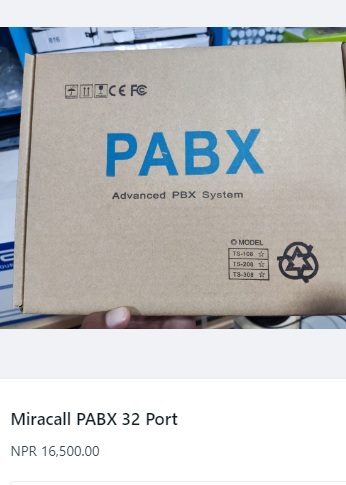 816
CE FC
PABX
Advanced PBX System
MODEL
TS-108 ☆
TS-208 ☆
TS-308 ☆
Miracall PABX 32 Port
NPR 16,500.00